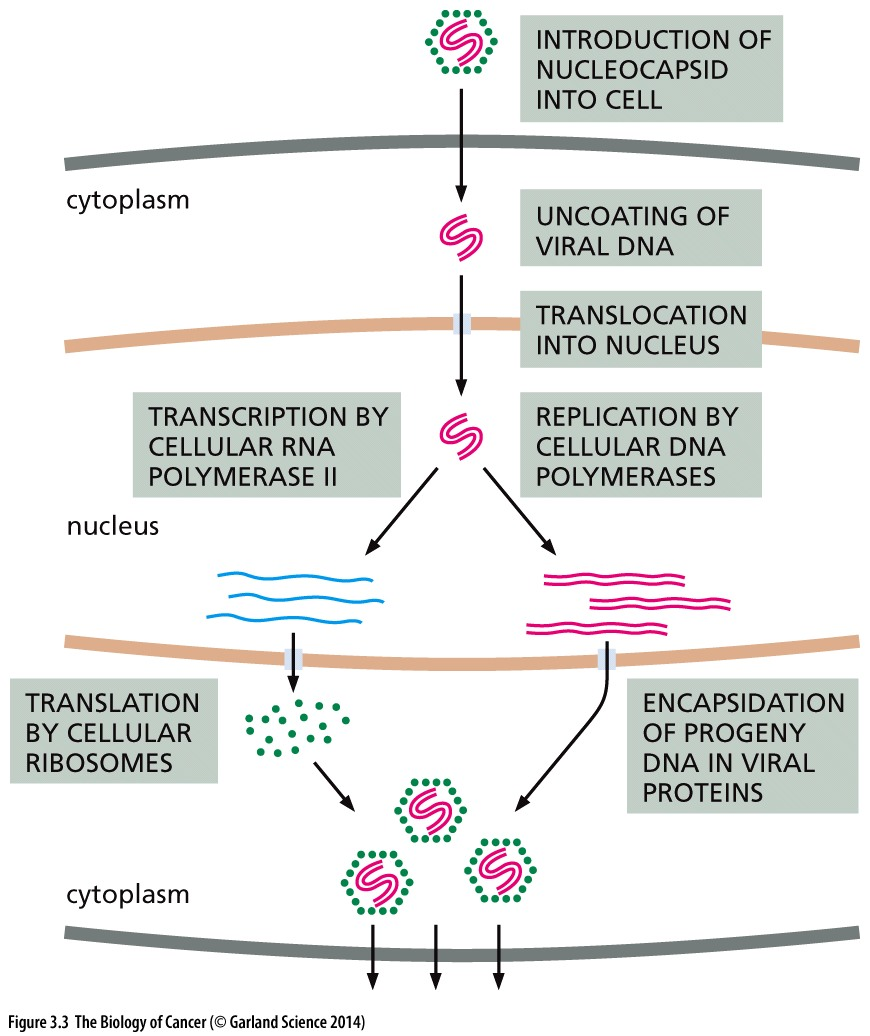 INTRODUCTION OF
NUCLEOCAPSID
INTO CELL
cytoplasm
UNCOATING OF
VIRAL DNA
TRANSLOCATION
INTO NUCLEUS
TRANSCRIPTION BY
CELLULAR RNA
POLYMERASE II
REPLICATION BY
CELLULAR DNA
POLYMERASES
nucleus
TRANSLATION
BY CELLULAR
RIBOSOMES
ENCAPSIDATION
OF PROGENY
DNA IN VIRAL
PROTEINS
cytoplasm
Figure 3.3 The Biology of Cancer (© Garland Science 2014)